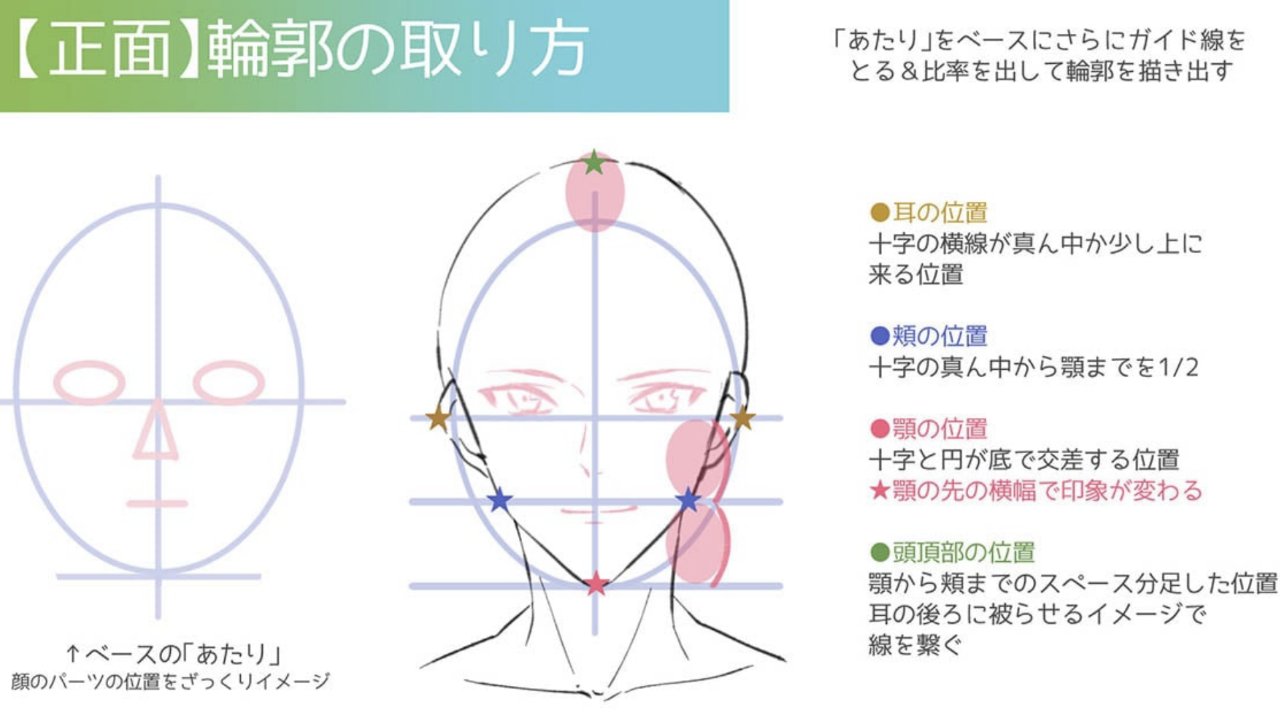 【正面】輪郭の取り方
「あたり」をベースにさらにガイド線を
とる＆比率を出して輪郭を描き出す
●耳の位置
十字の横線が真ん中か少し上に
来る位置
●頬の位置
十字の真ん中から顎までを1/2
●顎の位置
十字と円が底で交差する位置
★顎の先の横幅で印象が変わる
●頭頂部の位置
顎から頬までのスペース分足した位置
耳の後ろに被らせるイメージで
線を繋ぐ
↑ベースの「あたり」
顔のパーツの位置をざっくりイメージ